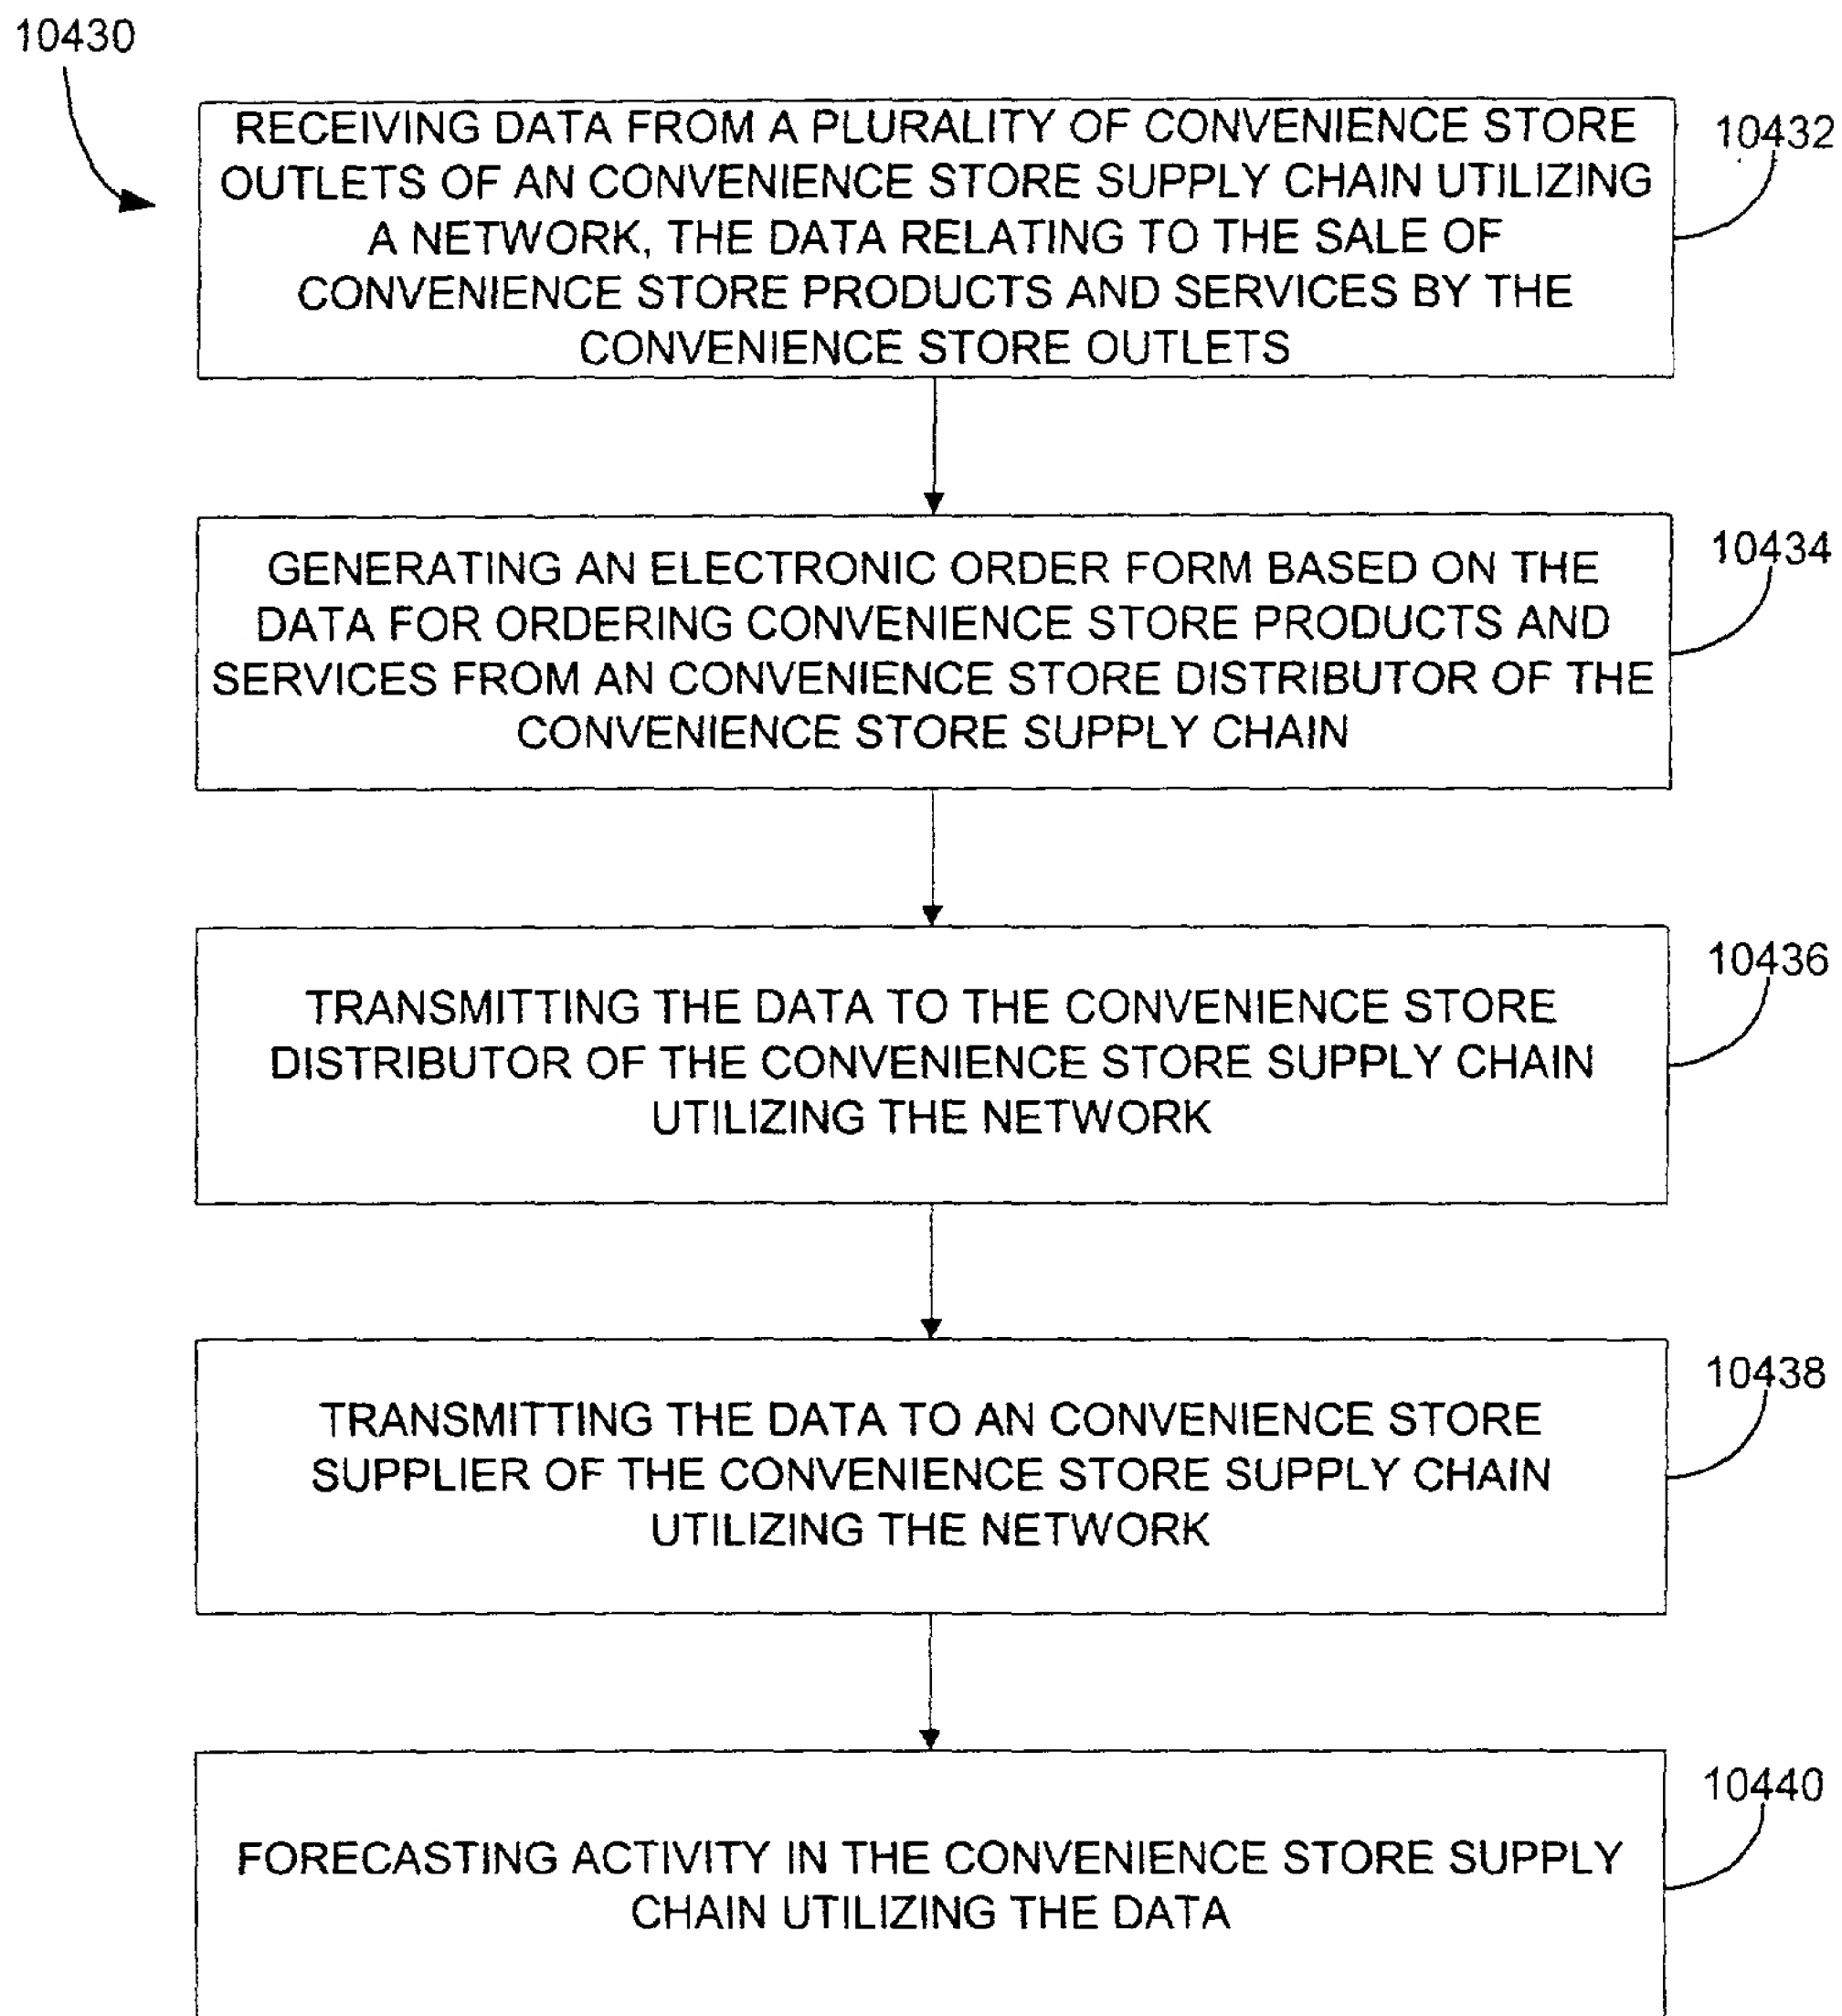 10430
RECEIVING DATA FROM A PLURALITY OF CONVENIENCE STORE
OUTLETS OF AN CONVENIENCE STORE SUPPLY CHAIN UTILIZING
A NETWORK, THE DATA RELATING TO THE SALE OF
CONVENIENCE STORE PRODUCTS AND SERVICES BY THE
CONVENIENCE STORE OUTLETS
10432
GENERATING AN ELECTRONIC ORDER FORM BASED ON THE
DATA FOR ORDERING CONVENIENCE STORE PRODUCTS AND
SERVICES FROM AN CONVENIENCE STORE DISTRIBUTOR OF THE
CONVENIENCE STORE SUPPLY CHAIN
10434
TRANSMITTING THE DATA TO THE CONVENIENCE STORE
DISTRIBUTOR OF THE CONVENIENCE STORE SUPPLY CHAIN
UTILIZING THE NETWORK
10436
TRANSMITTING THE DATA TO AN CONVENIENCE STORE
SUPPLIER OF THE CONVENIENCE STORE SUPPLY CHAIN
UTILIZING THE NETWORK
10438
FORECASTING ACTIVITY IN THE CONVENIENCE STORE SUPPLY
CHAIN UTILIZING THE DATA
10440